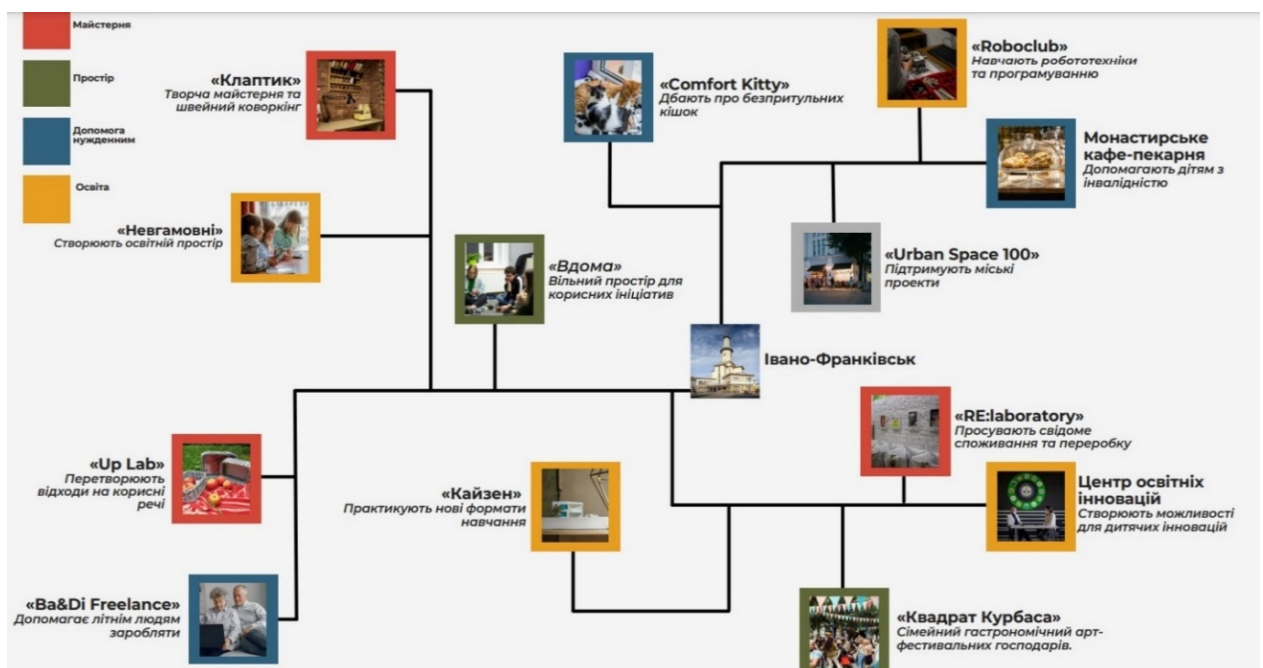 Майстерня
Простір
Допомога
нужденним
Освіта
«Клаптик»
Творча майстерня та
швейний коворкінг
«Невгамовні»
Створюють освітній простір
«Вдома»
Вільний простір для
корисних ініціатив
«Comfort Kitty»
Дбають про безпритульних
кішок
«Roboclub»
Навчають робототехніки
та програмуванню
Монастирське
кафе-пекарня
Допомагають дітям з
інвалідністю
«Urban Space 100»
Підтримують міські
проекти
Івано-Франківськ
«RE:laboratory»
Просувають свідоме
споживання та переробку
«Up Lab»
Перетворюють
відходи на корисні
речі
«Кайзен»
Практикують нові формати
навчання
Центр освітніх
інновацій
Створюють можливості
для дитячих інновацій
«Ba&Di Freelance»
Допомагає літнім людям
заробляти
«Квадрат Курбаса»
Сімейний гастрономічний арт-
фестивальних господарів.